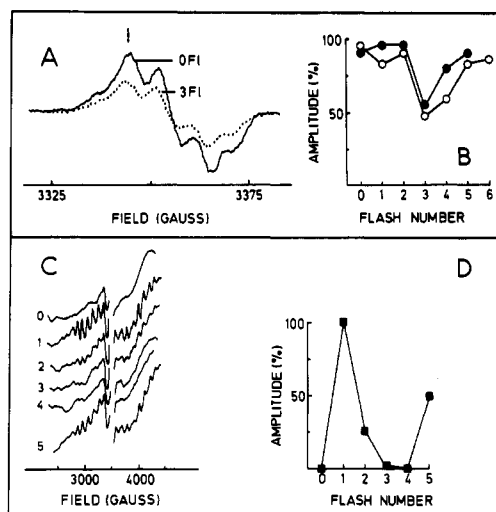 A
0Fl
3Fl
3325
3375
FIELD (GAUSS)
AMPLITUDE (%)
100
50
B
0 1 2 3 4 5 6
FLASH NUMBER
C
0
1
2
3
4
5
3000
4000
FIELD (GAUSS)
D
AMPLITUDE (%)
100
50
0 1 2 3 4 5
FLASH NUMBER